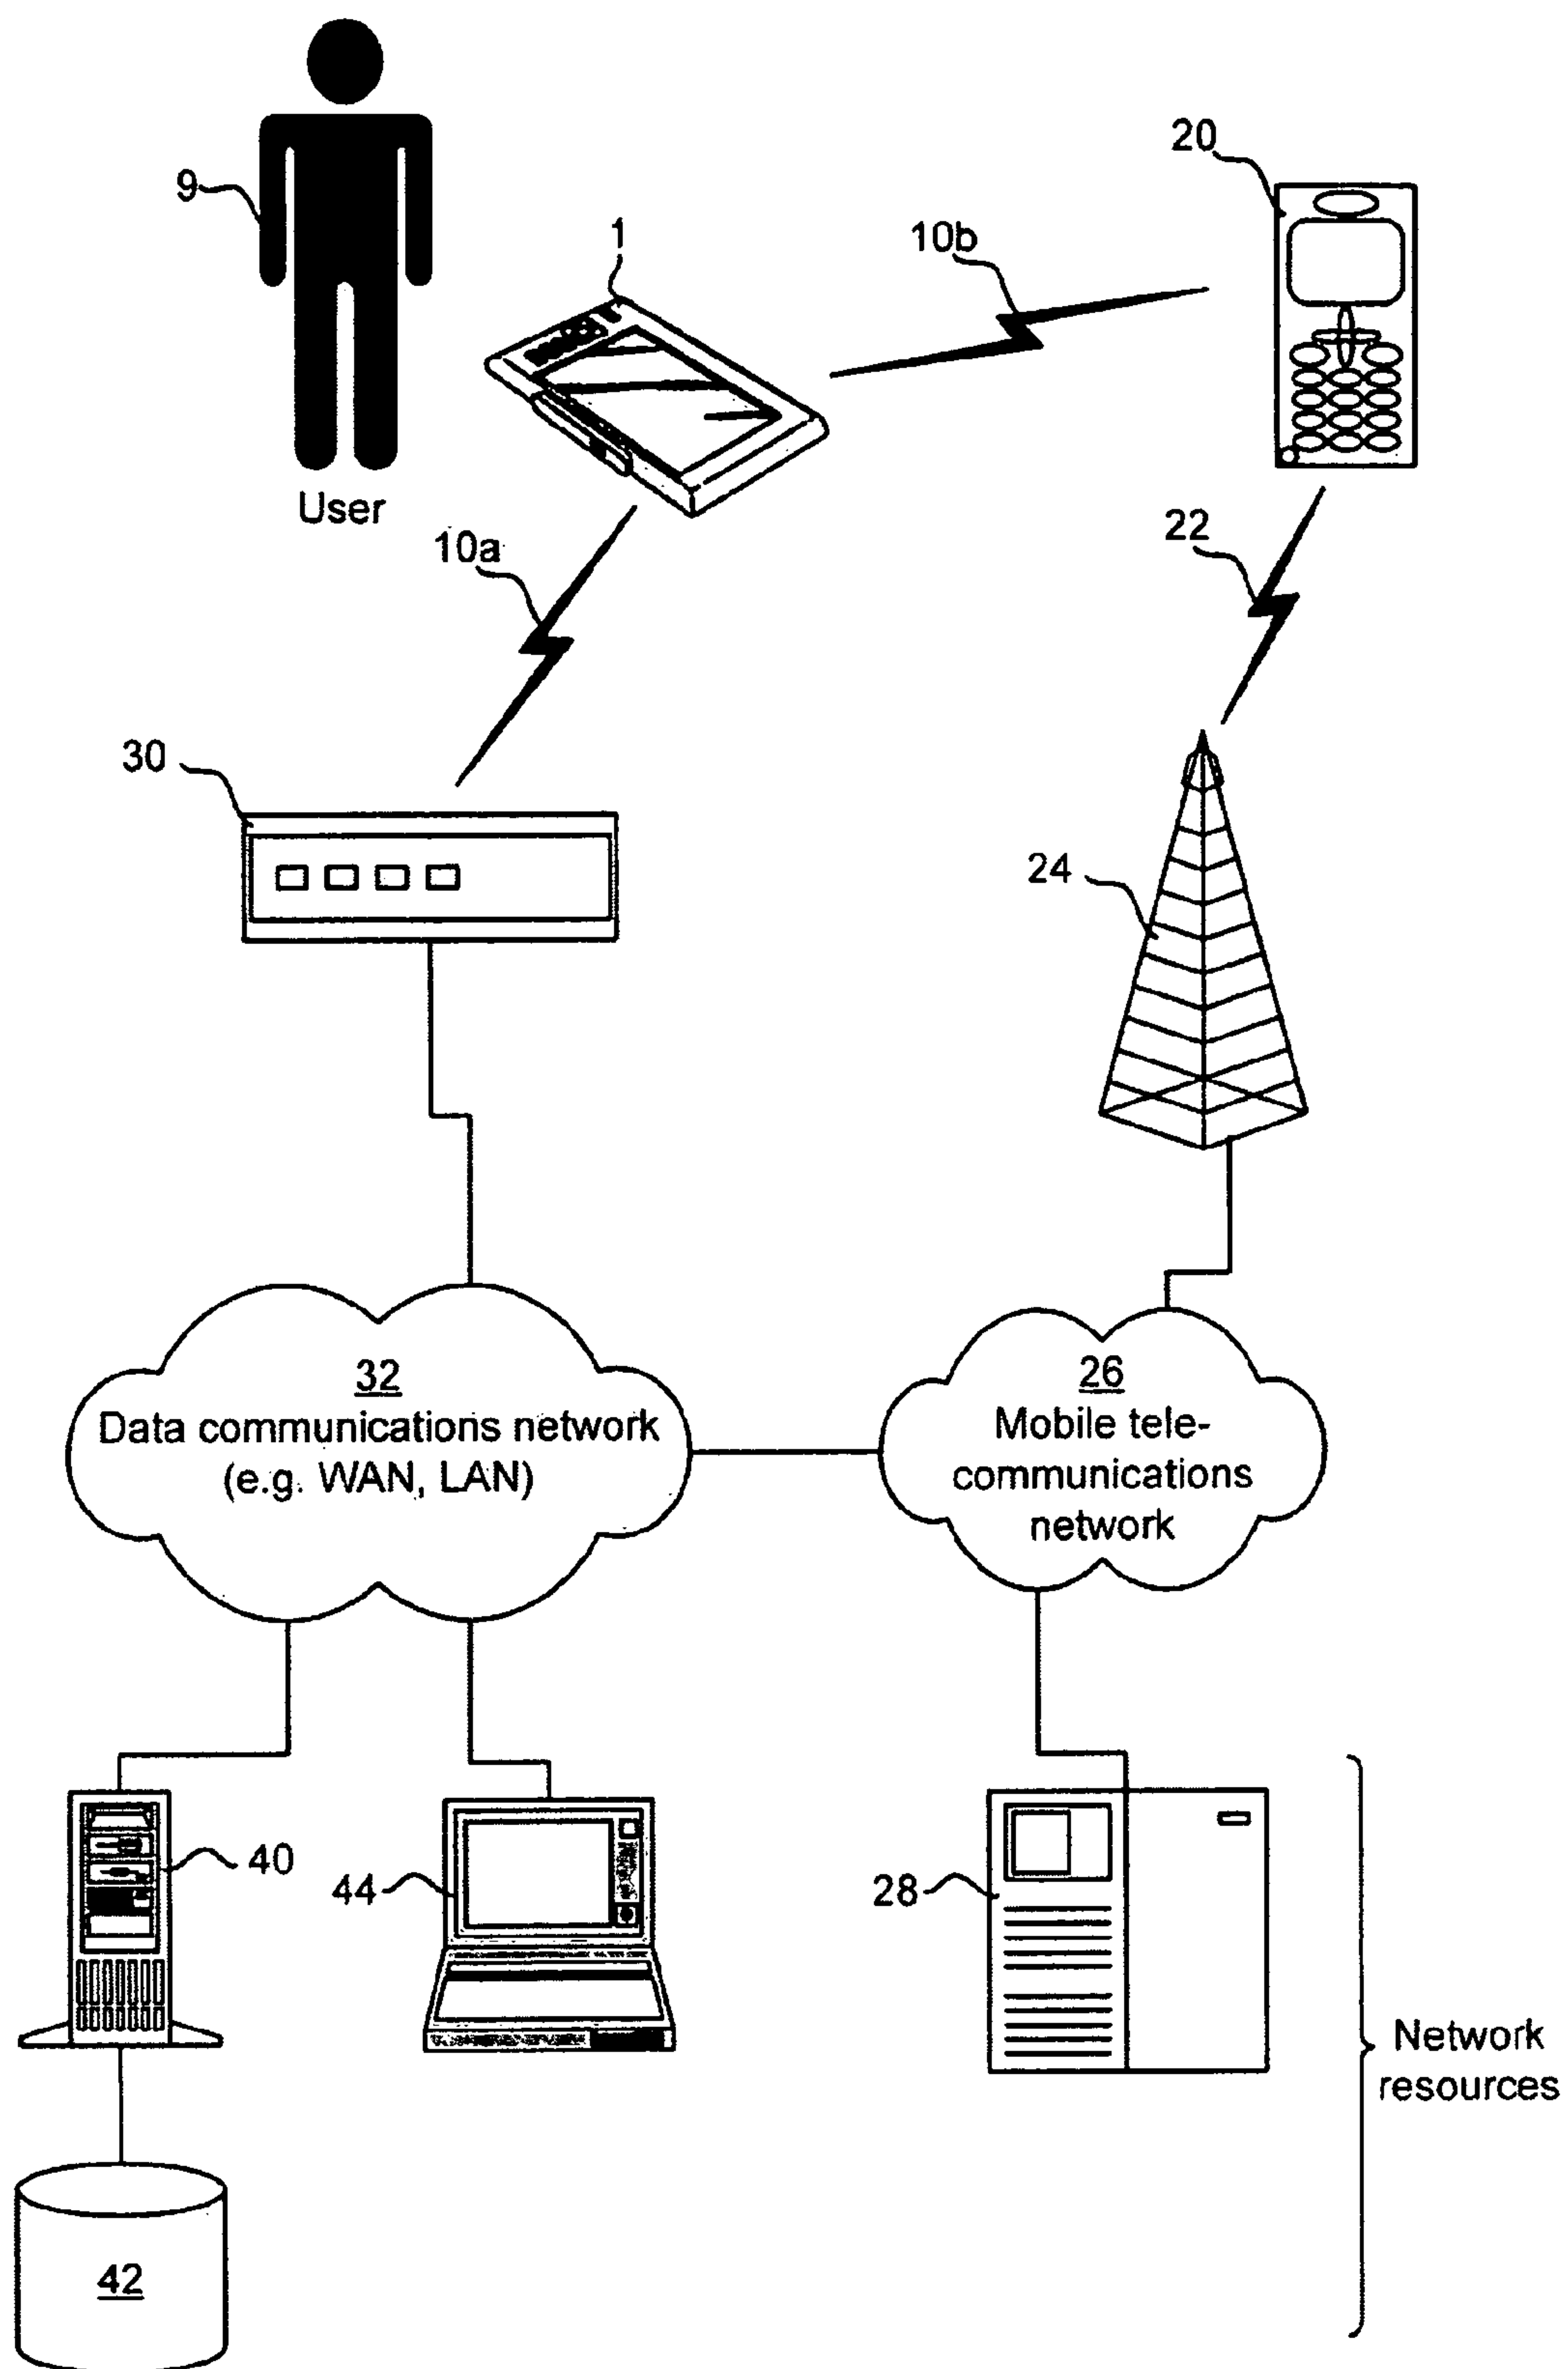 20
9
1
10b
User
10a
22
30
24
32
Data communications network
(e.g. WAN, LAN)
26
Mobile tele-
communications
network
40
44
28
Network
resources
42